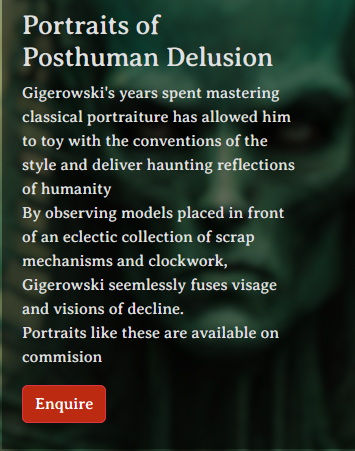 Portraits of
Posthuman Delusion
Gigerowski's years spent mastering
classical portraiture has allowed him
to toy with the conventions of the
style and deliver haunting reflections
of humanity
By observing models placed in front
of an eclectic collection of scrap
mechanisms and clockwork,
Gigerowski seemlessly fuses visage
and visions of decline.
Portraits like these are available on
commision
Enquire